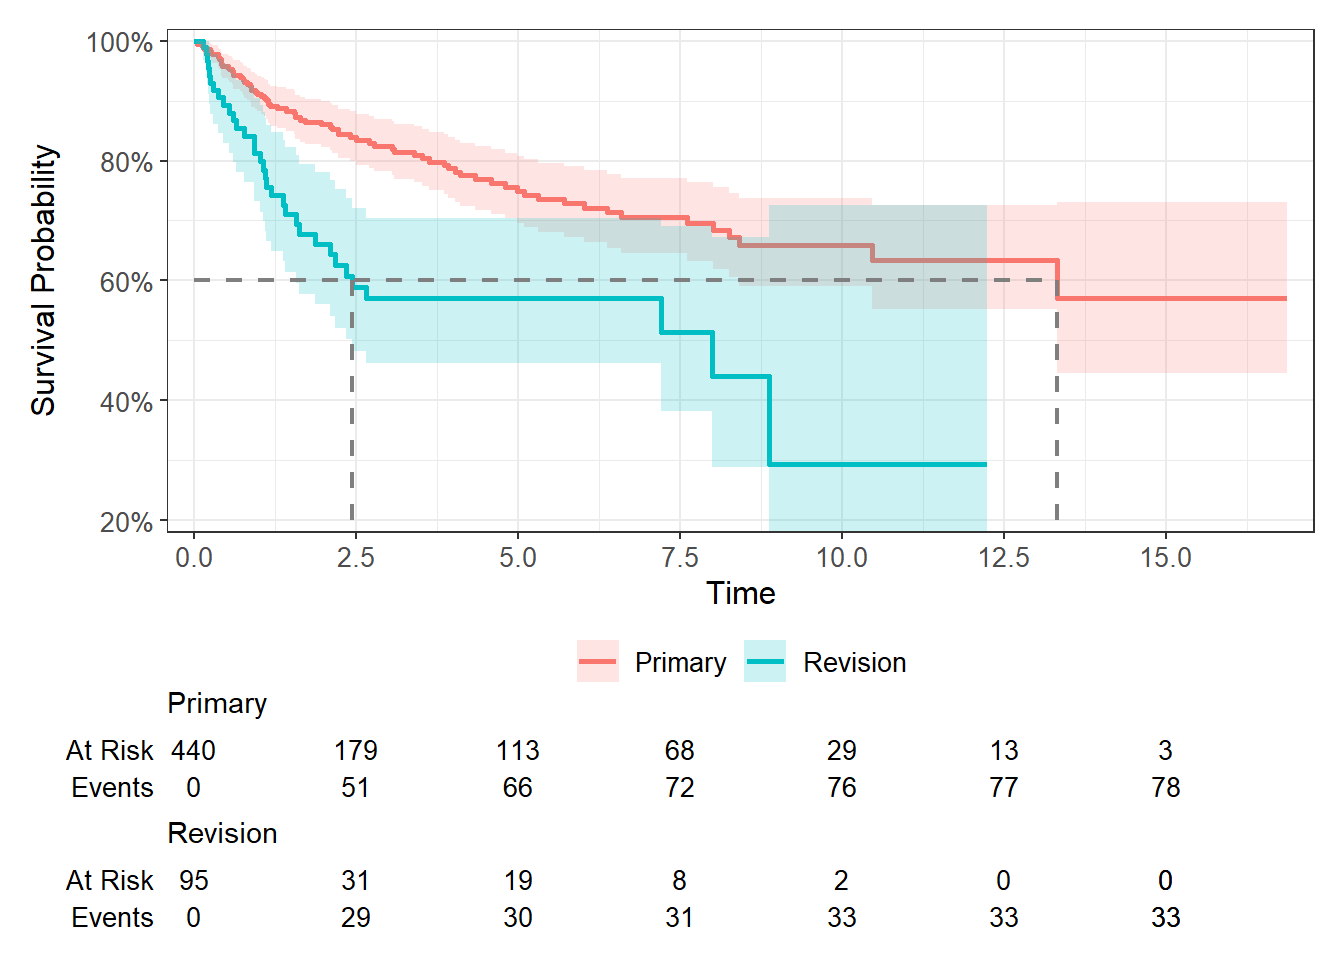 100%
80%
60%
40%
20%
Survival Probability
0.0 2.5 5.0 7.5 10.0 12.5 15.0
Time
Primary Revision
Primary
At Risk 440 179 113 68 29 13 3
Events 0 51 66 72 76 77 78
Revision
At Risk 95 31 19 8 2 0 0
Events 0 29 30 31 33 33 33